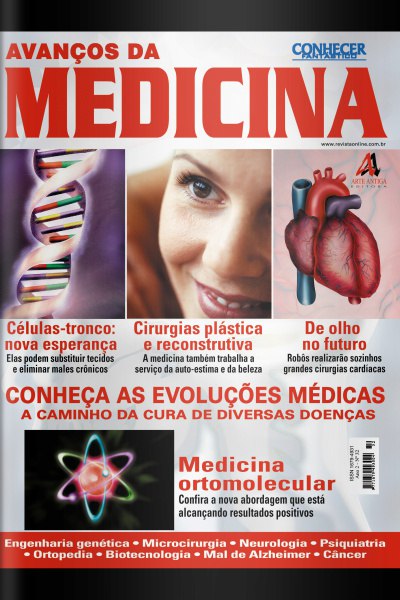 AVANÇOS DA
CONHECER
FANTÁSTICO
MEDICINA
www.revistaonline.com.br
ARTE ANTIGA
EDITORA
Células-tronco:
nova esperança
Elas podem substituir tecidos
e eliminar males crônicos
Cirurgias plástica
e reconstrutiva
A medicina também trabalha a
serviço da auto-estima e da beleza
De olho
no futuro
Robôs realizarão sozinhos
grandes cirurgias cardiacas
CONHEÇA AS EVOLUÇÕES MÉDICAS
A CAMINHO DA CURA DE DIVERSAS DOENÇAS
Medicina
ortomolecular
Confira a nova abordagem que está
alcançando resultados positivos
Engenharia genética • Microcirurgia • Neurologia • Psiquiatria
• Ortopedia • Biotecnologia • Mal de Alzheimer • Câncer